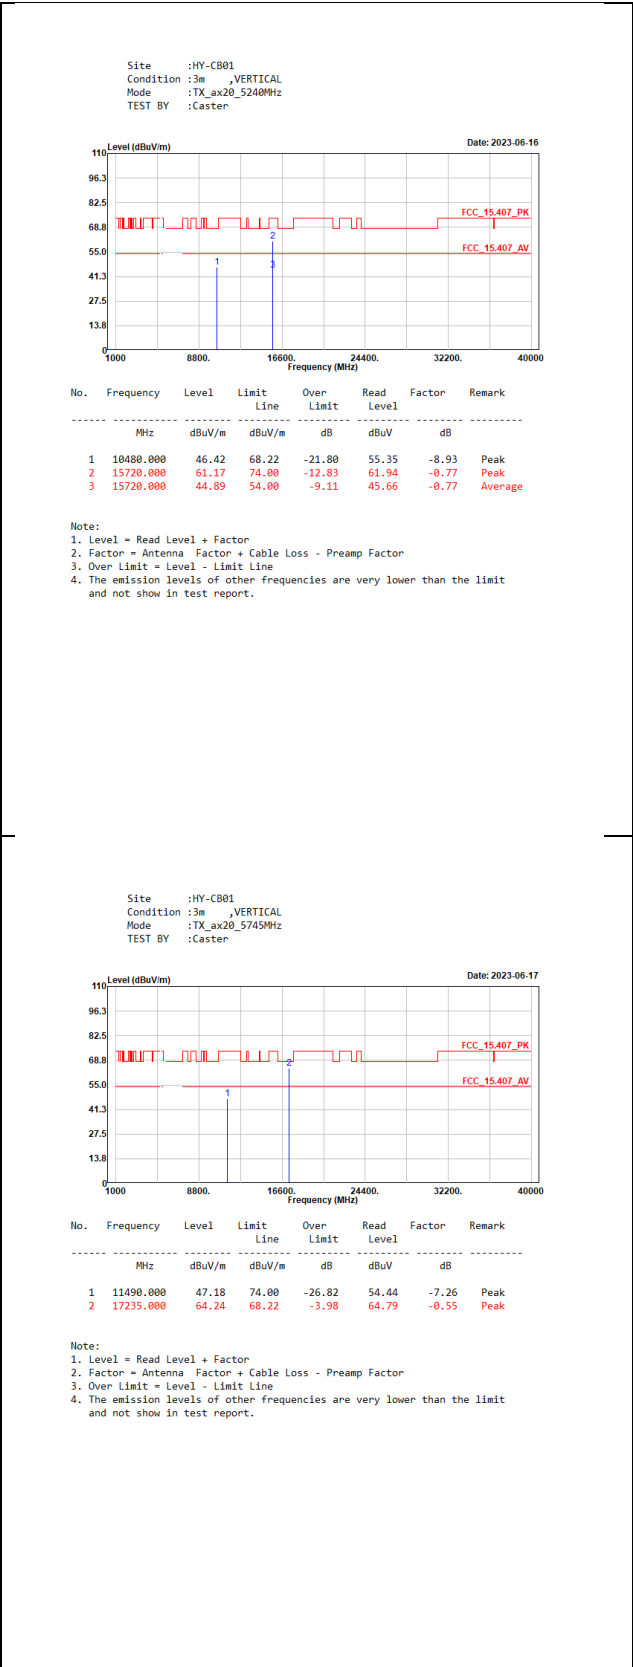 Site      :HY-CB01
Condition :3m    ,VERTICAL
Mode      :TX_ax20_5240MHz
TEST BY   :Caster
Level (dBuV/m)
Date: 2023-06-16
110
96.3
82.5
FCC_15.407_PK
68.8
2
55.0
FCC_15.407_AV
1
3
41.3
27.5
13.8
0
1000 8800. 16600. 24400. 32200. 40000
Frequency (MHz)
No. Frequency Level Limit Over Read Factor Remark
Line Limit Level
------ ----------- -------- --------- --------- -------- -------- ---------
MHz dBuV/m dBuV/m dB dBuV dB
1 10480.000 46.42 68.22 -21.80 55.35 -8.93 Peak
2 15720.000 61.17 74.00 -12.83 61.94 -0.77 Peak
3 15720.000 44.89 54.00 -9.11 45.66 -0.77 Average
Note:
1. Level = Read Level + Factor
2. Factor = Antenna  Factor + Cable Loss - Preamp Factor
3. Over Limit = Level - Limit Line
4. The emission levels of other frequencies are very lower than the limit
and not show in test report.
Site      :HY-CB01
Condition :3m    ,VERTICAL
Mode      :TX_ax20_5745MHz
TEST BY   :Caster
Level (dBuV/m)
Date: 2023-06-17
110
96.3
82.5
FCC_15.407_PK
68.8
2
55.0
FCC_15.407_AV
1
41.3
27.5
13.8
0
1000 8800. 16600. 24400. 32200. 40000
Frequency (MHz)
No. Frequency Level Limit Over Read Factor Remark
Line Limit Level
------ ----------- -------- --------- --------- -------- -------- ---------
MHz dBuV/m dBuV/m dB dBuV dB
1 11490.000 47.18 74.00 -26.82 54.44 -7.26 Peak
2 17235.000 64.24 68.22 -3.98 64.79 -0.55 Peak
Note:
1. Level = Read Level + Factor
2. Factor = Antenna  Factor + Cable Loss - Preamp Factor
3. Over Limit = Level - Limit Line
4. The emission levels of other frequencies are very lower than the limit
and not show in test report.